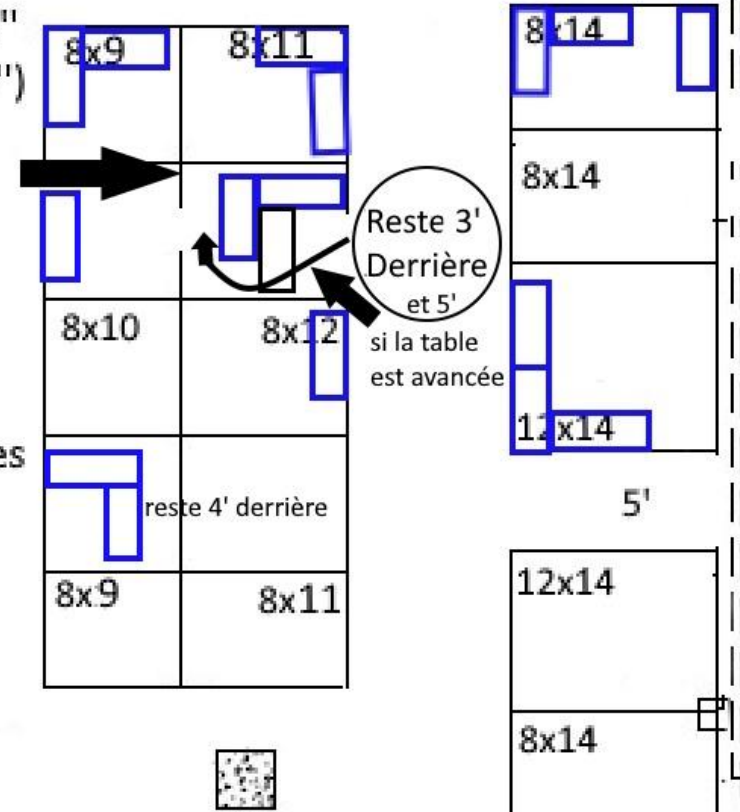 "
")
8x9
8x11
8x14
8x14
Reste 3'
Derrière
et 5'
si la table
est avancée
8x10
8x12
12x14
es
reste 4' derrière
5'
8x9
8x11
12x14
8x14